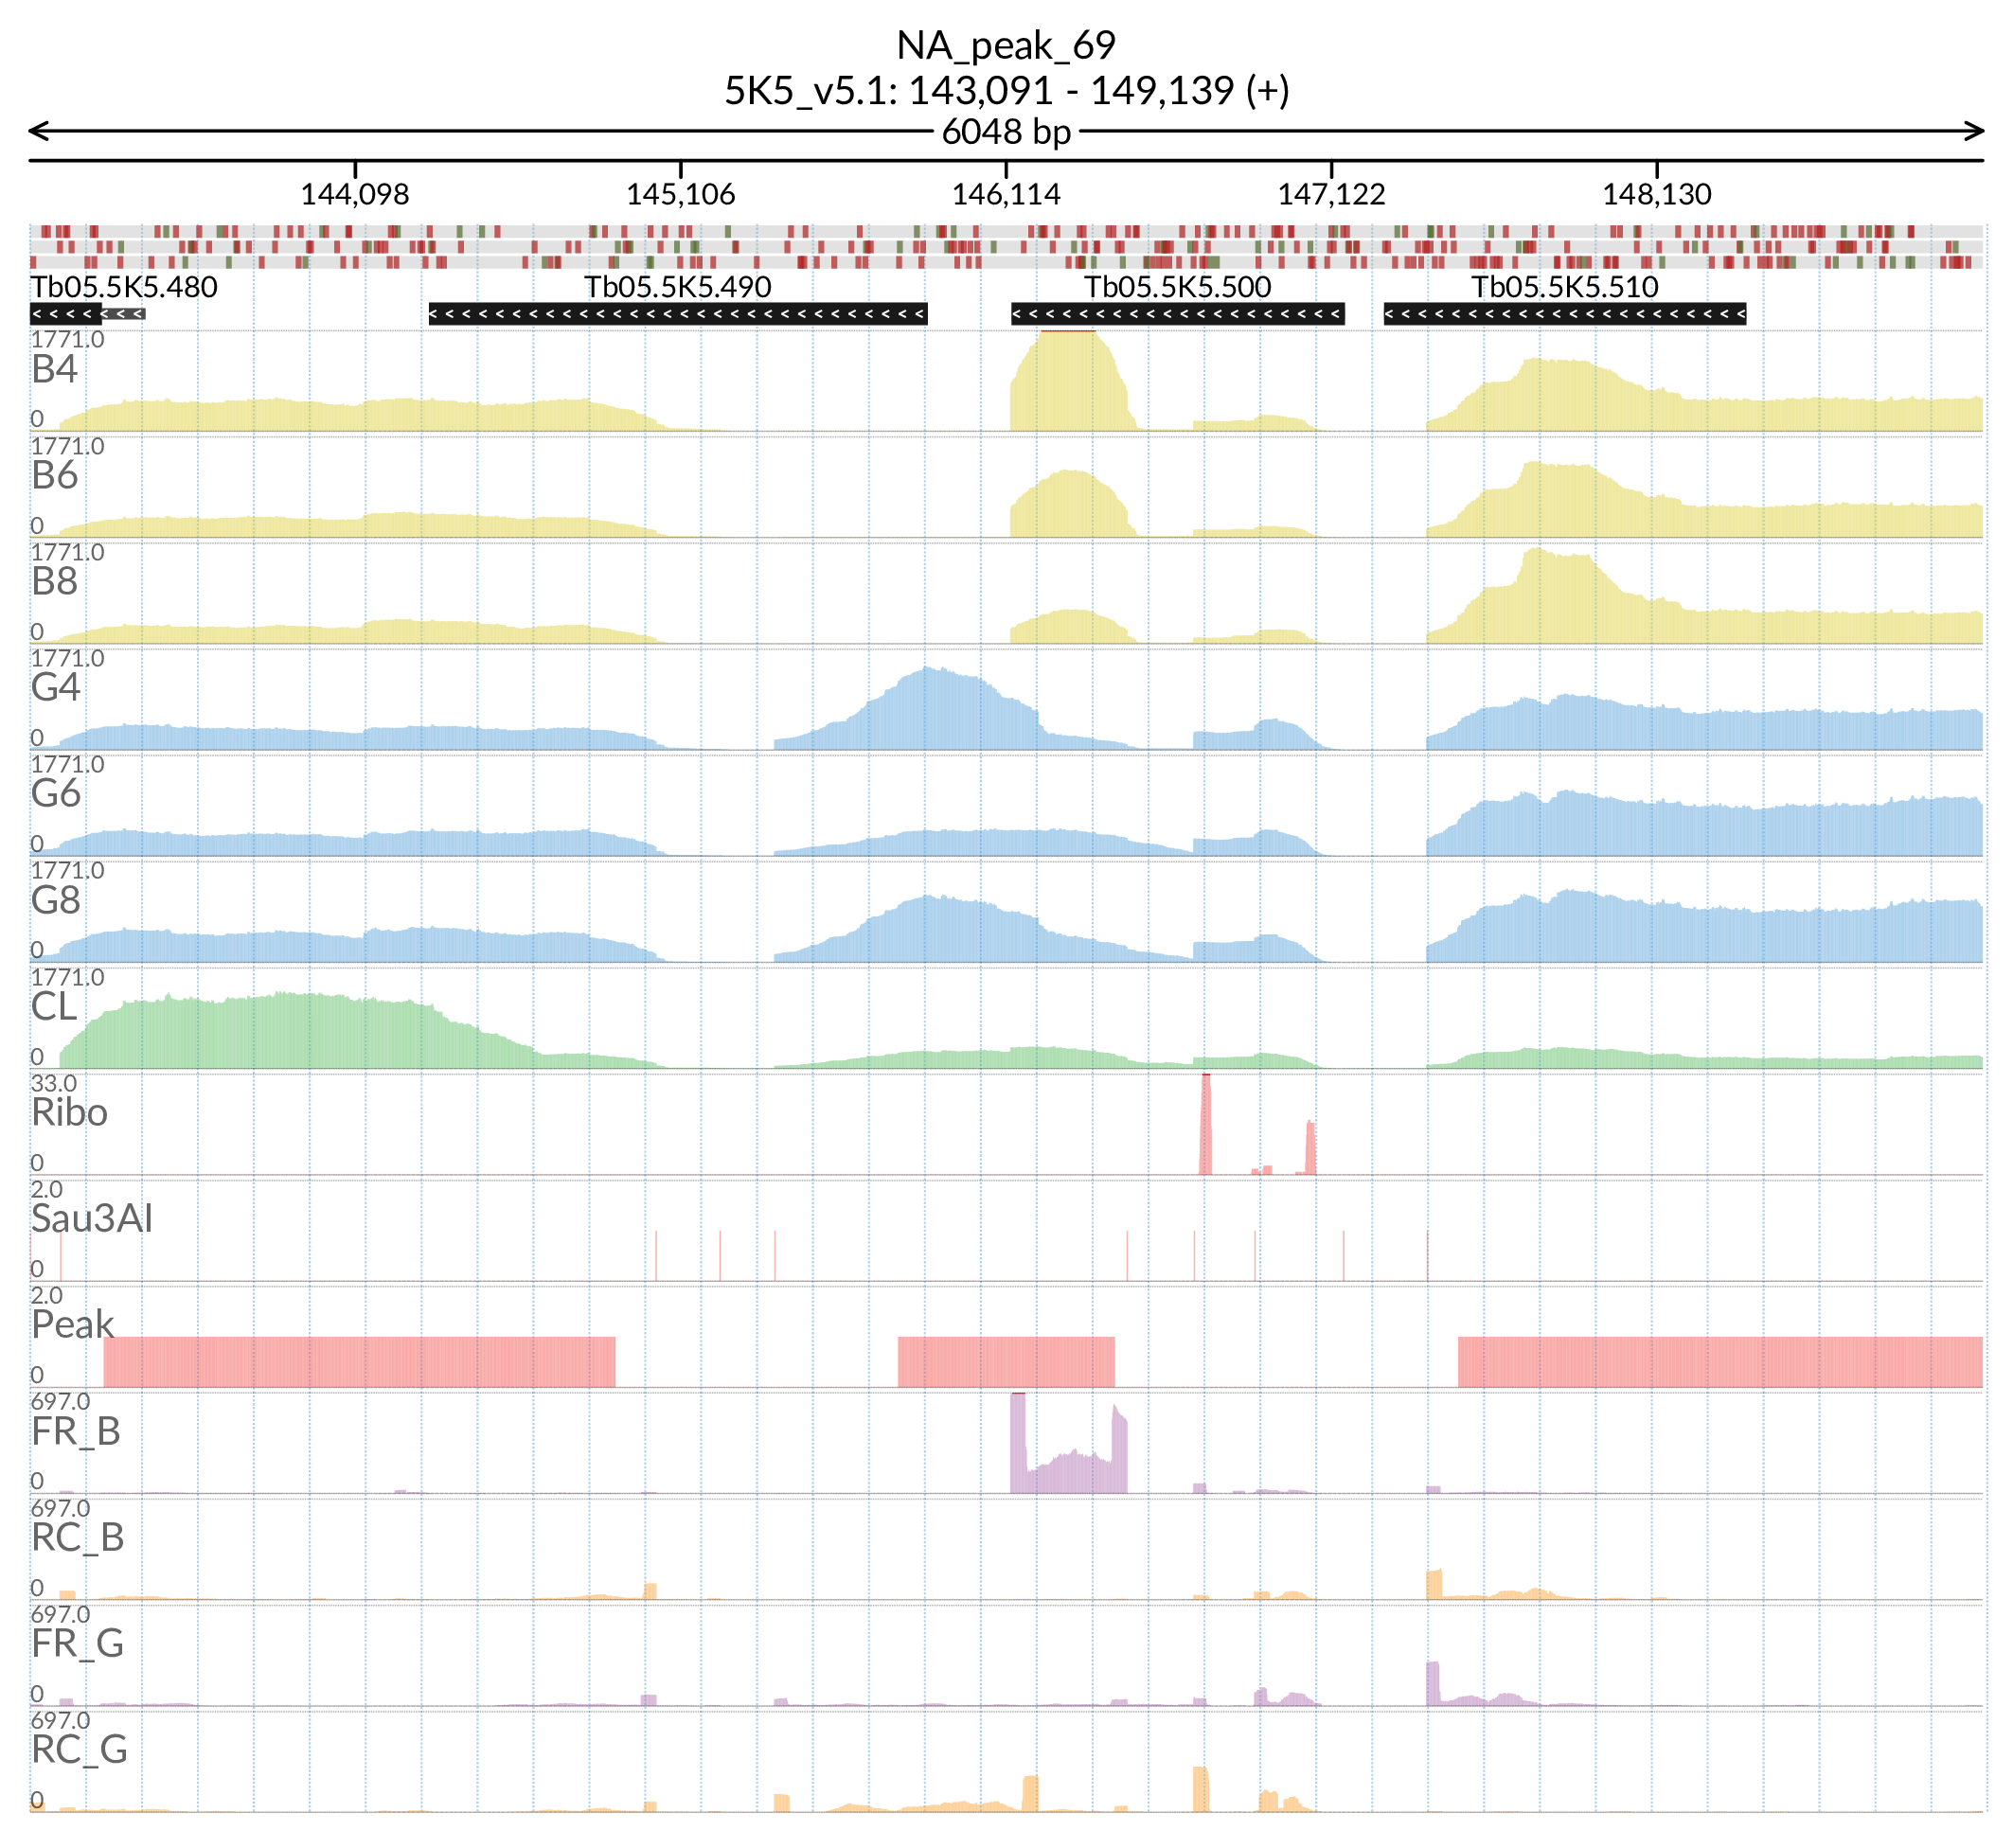 NA_peak_69
5K5_v5.1: 143,091 - 149,139 (+)
6048 bp
144,098 145,106 146,114 147,122 148,130
Tb05.5K5.480 Tb05.5K5.490 Tb05.5K5.500 Tb05.5K5.510
1771.0
B4
0
1771.0
B6
0
1771.0
B8
0
1771.0
G4
0
1771.0
G6
0
1771.0
G8
0
1771.0
CL
0
33.0
Ribo
0
2.0
Sau3AI
0
2.0
Peak
0
697.0
FR_B
0
697.0
RC_B
0
697.0
FR_G
0
697.0
RC_G
0